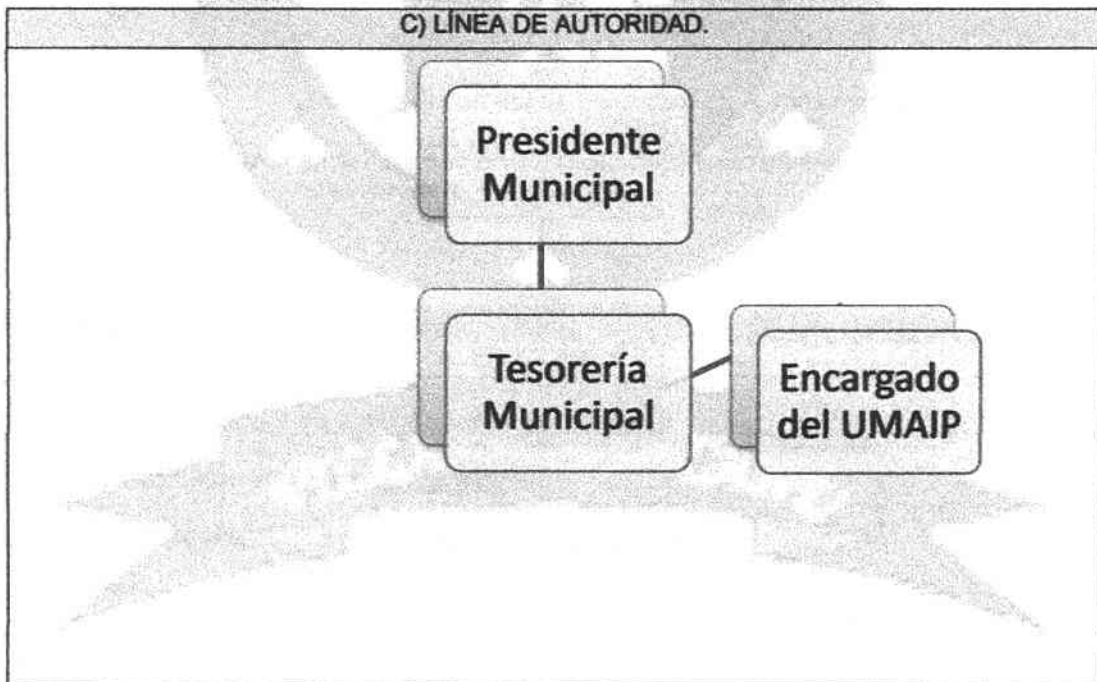 C) LÍNEA DE AUTORIDAD.
Presidente
Municipal
Tesorería
Municipal
Encargado
del UMAIP